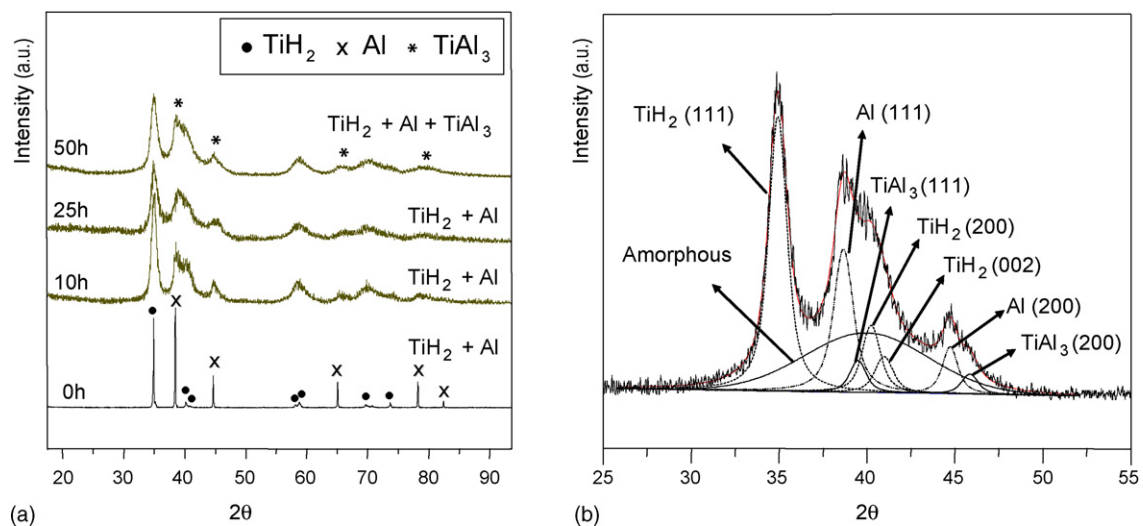 ● TiH₂ x Al * TiAl₃
Intensity (a.u.)
*
*
*
*
TiH₂ + Al + TiAl₃
50h
25h
TiH₂ + Al
10h
TiH₂ + Al
x
●
x
x
x
x
TiH₂ + Al
0h
● ●
● ●
●
●
20 30 40 50 60 70 80 90
2θ
(a)
Intensity (a.u.)
TiH₂ (111)
Al (111)
TiAl₃ (111)
TiH₂ (200)
Amorphous
TiH₂ (002)
Al (200)
TiAl₃ (200)
25 30 35 40 45 50 55
2θ
(b)